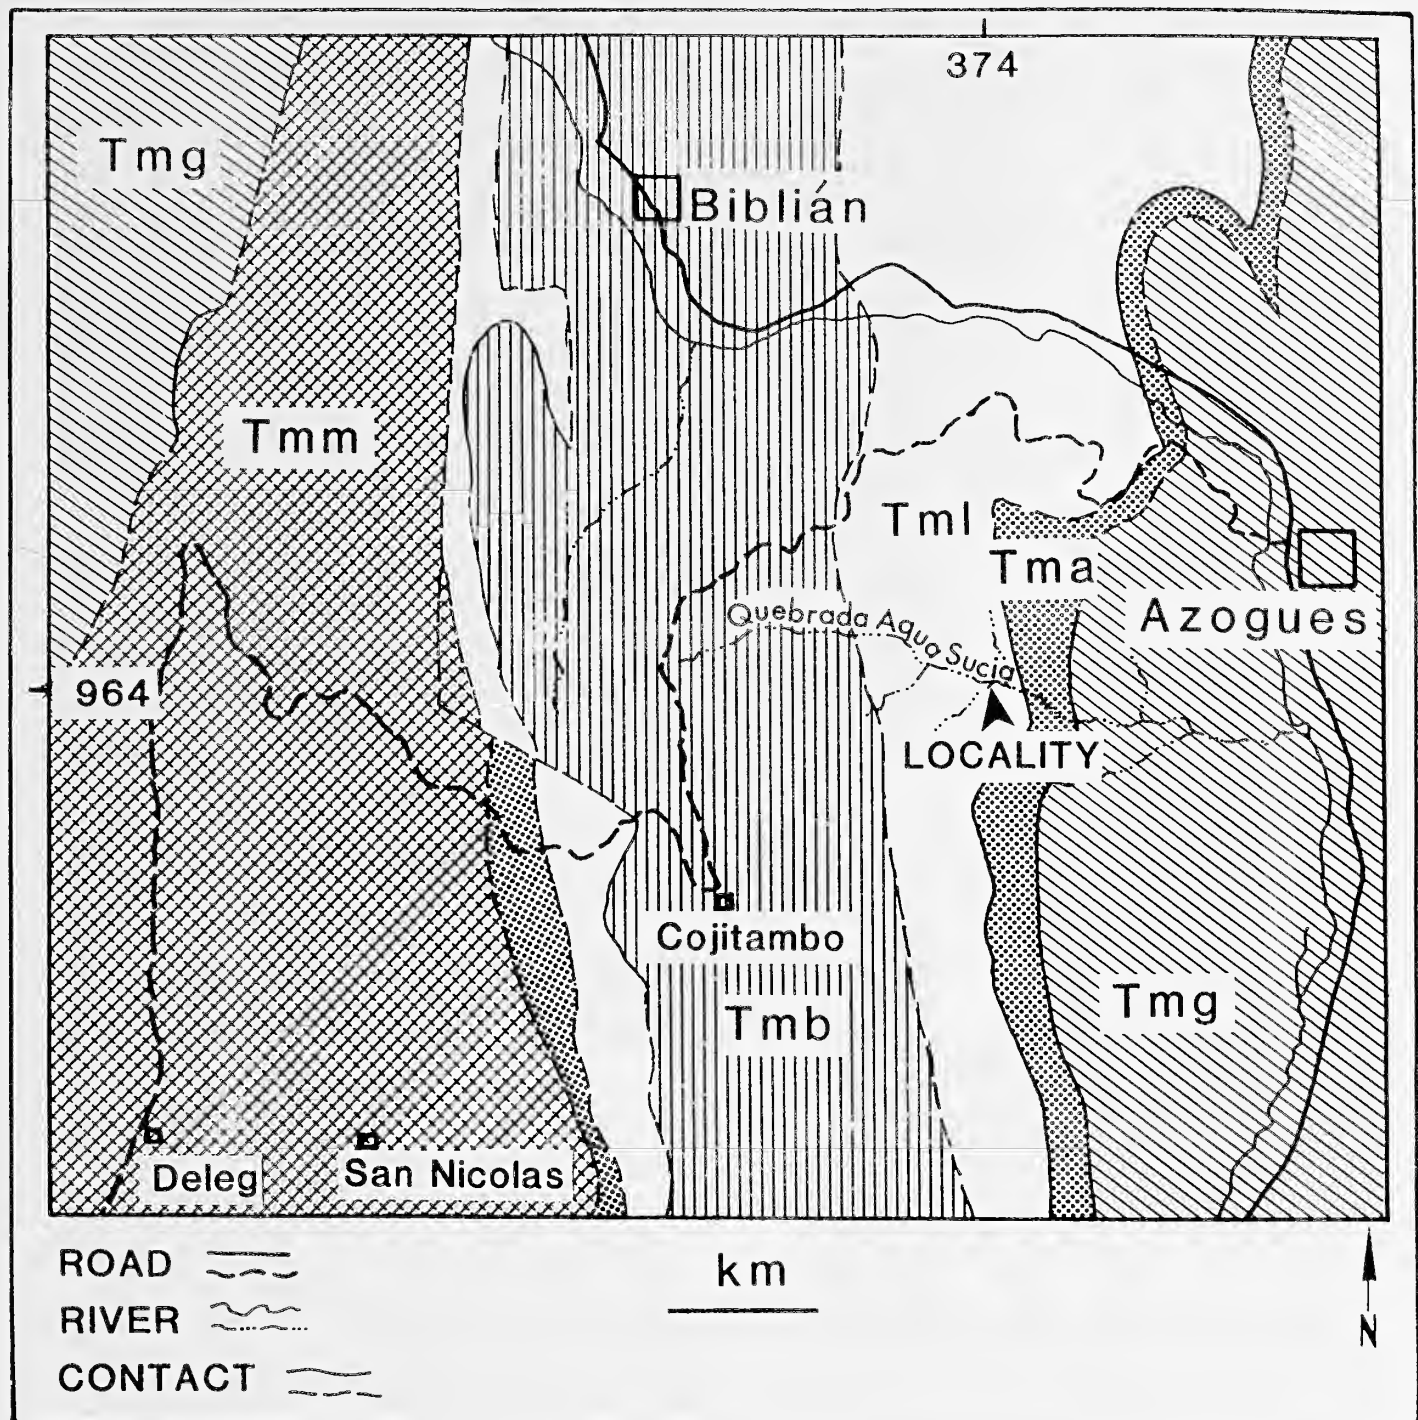 374
Tmg
Biblián
Tmm
Tml
Tma
Quebrada Aqua Sucia
Azogues
964
LOCALITY
Cojitambo
Tmg
Tmb
Deleg
San Nicolas
km
ROAD
RIVER
CONTACT
N